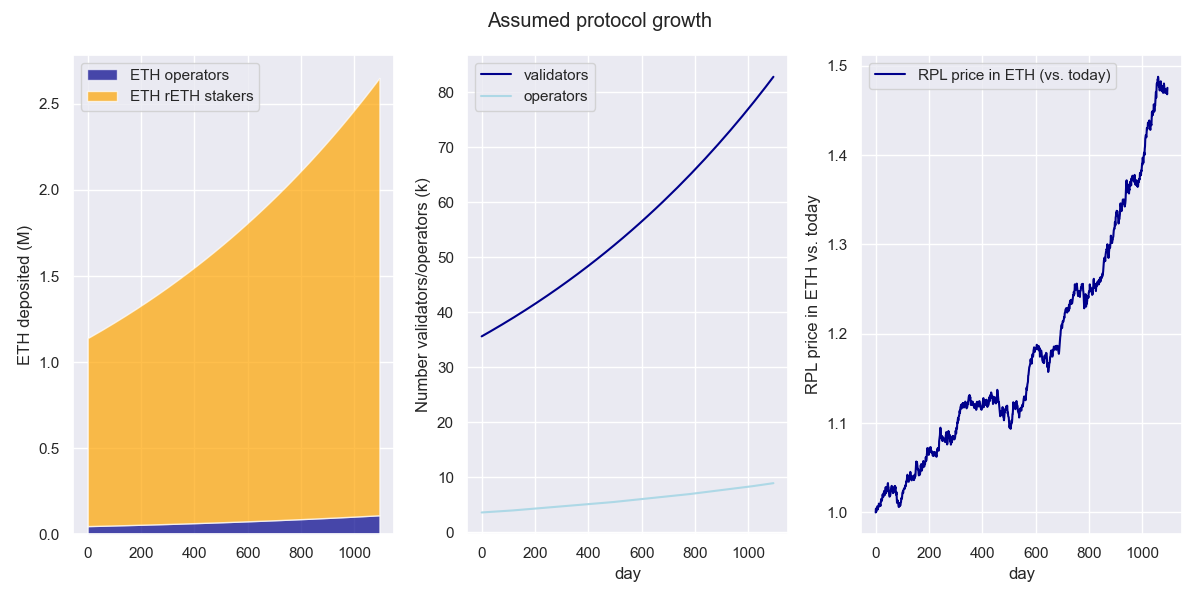 Assumed protocol growth
ETH operators
ETH rETH stakers
ETH deposited (M)
2.5
2.0
1.5
1.0
0.5
0.0
0 200 400 600 800 1000
validators
operators
Number validators/operators (k)
80
70
60
50
40
30
20
10
0
0 200 400 600 800 1000
day
RPL price in ETH (vs. today)
RPL price in ETH vs. today
1.5
1.4
1.3
1.2
1.1
1.0
0 200 400 600 800 1000
day